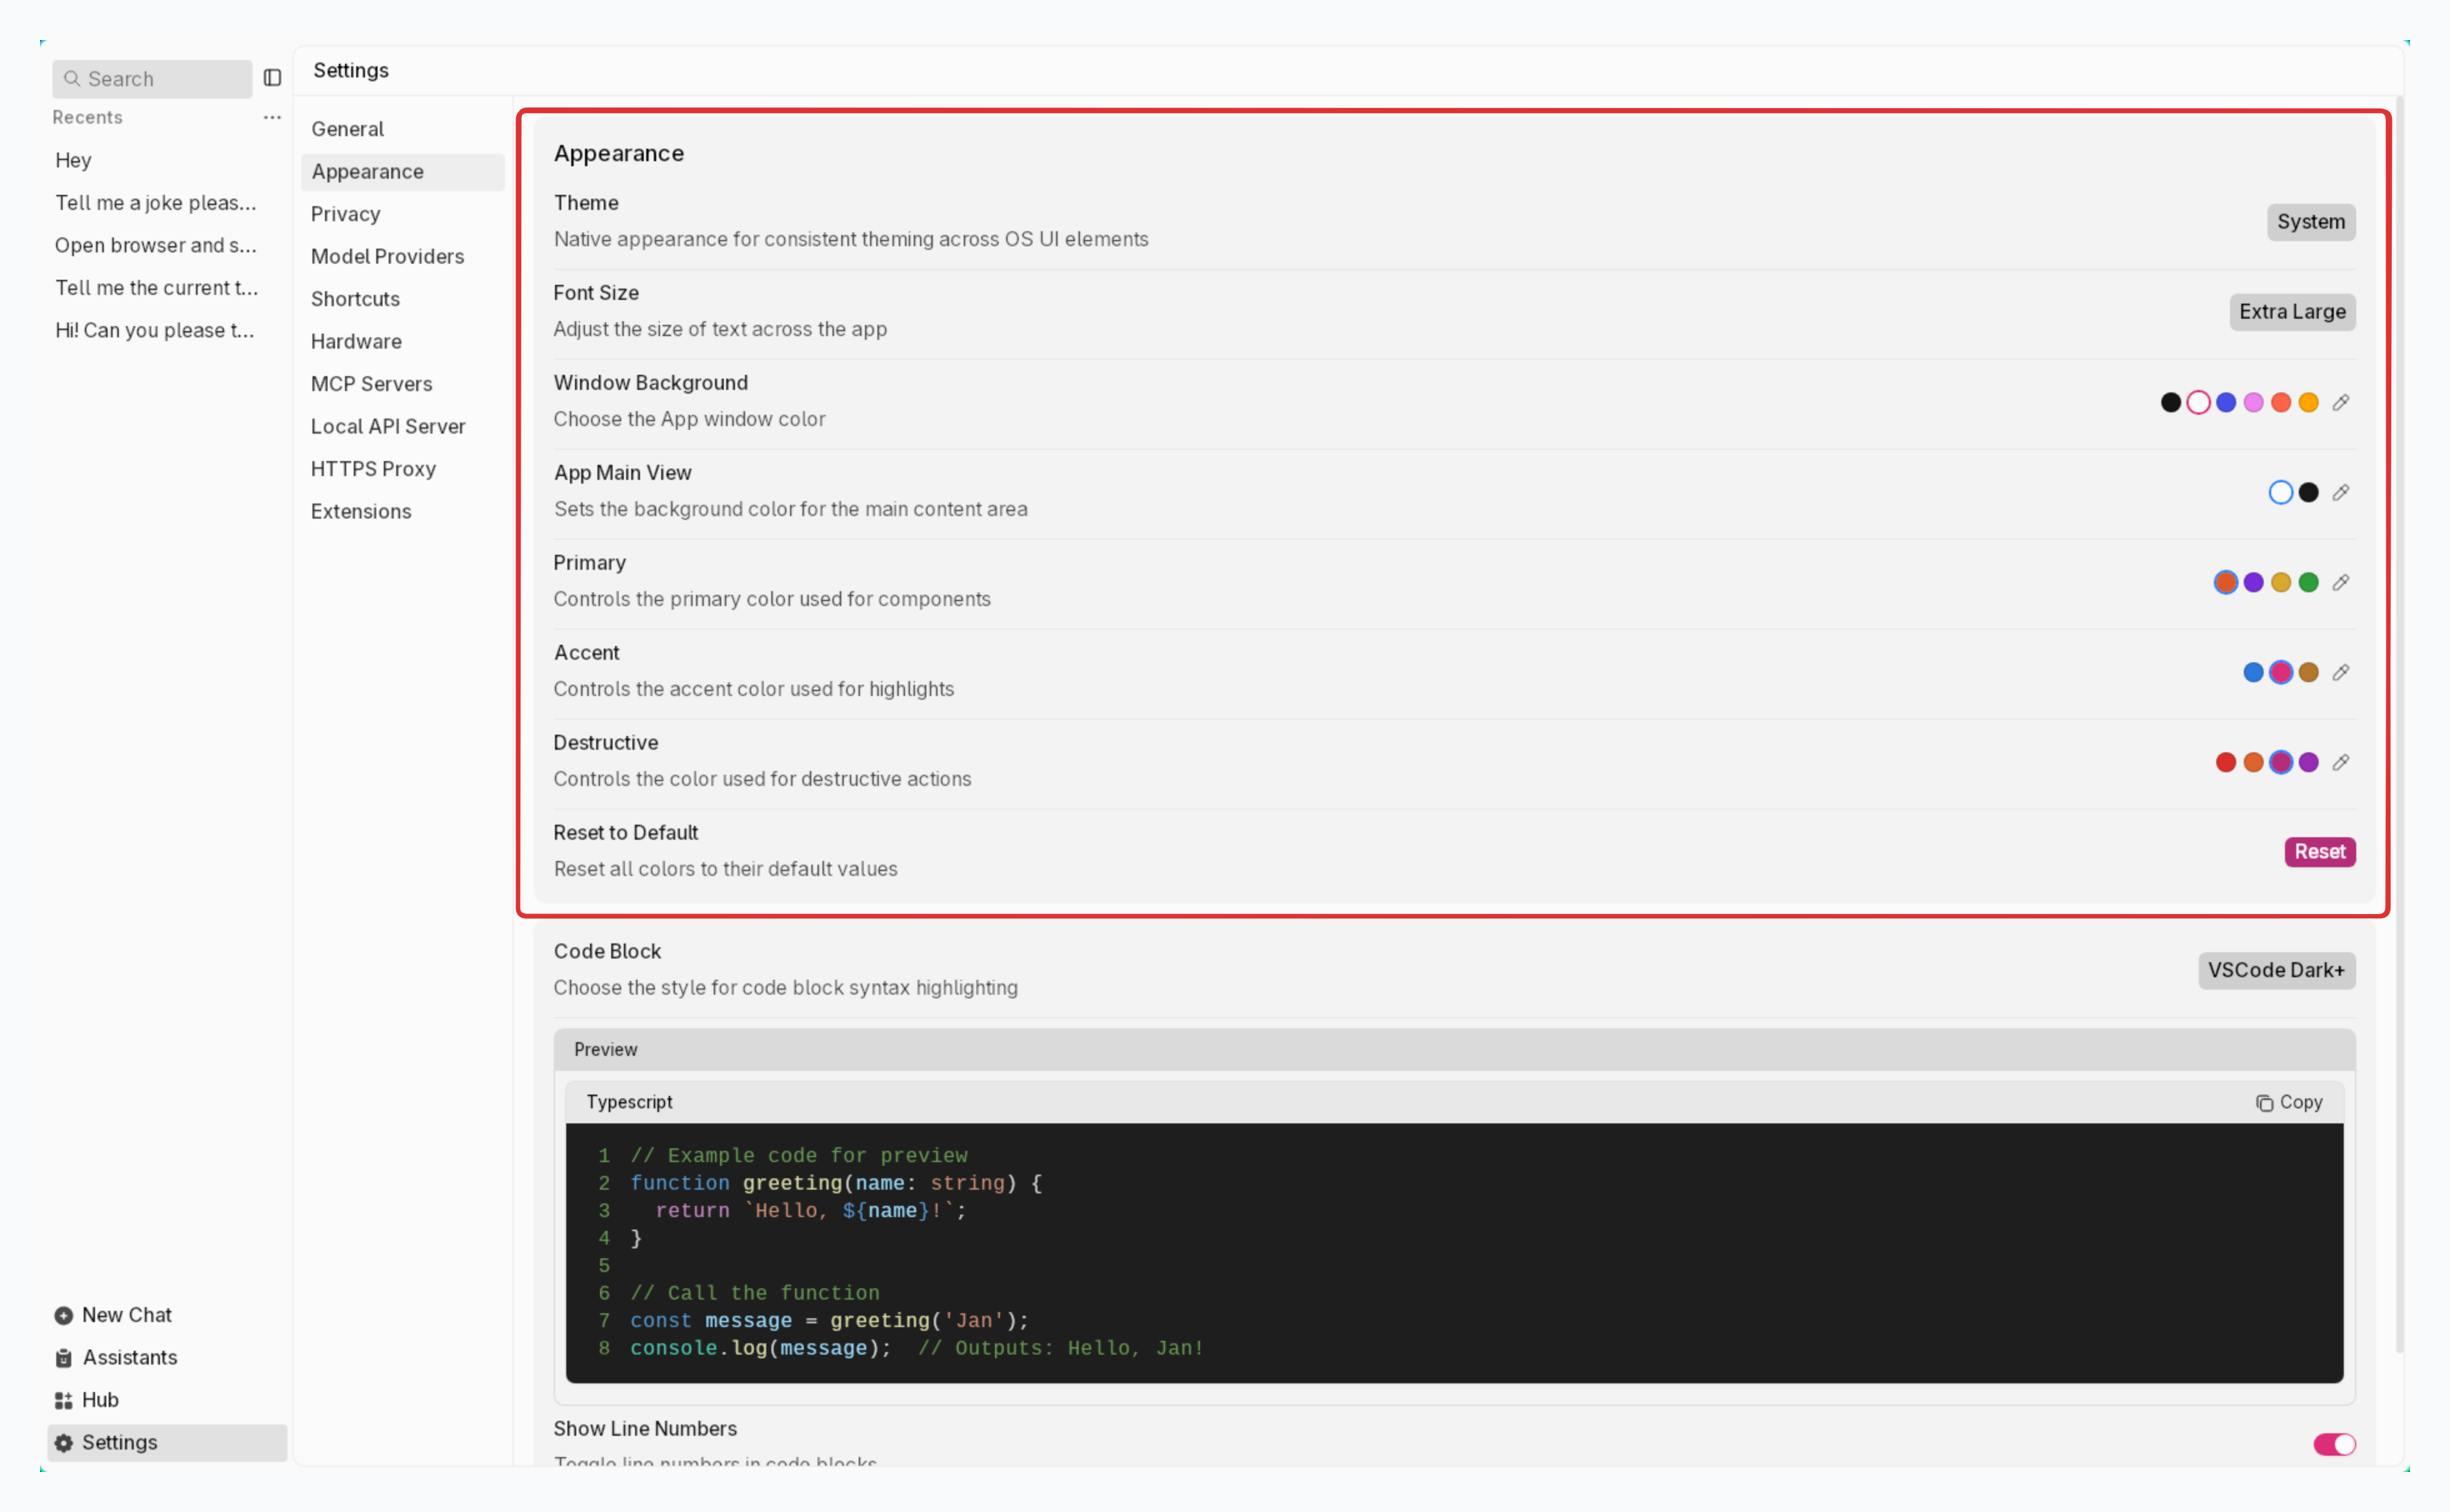 Search
Recents
...
Hey
Tell me a joke pleas...
Open browser and s...
Tell me the current t...
Hi! Can you please t...
New Chat
Assistants
Hub
Settings
Settings
General
Appearance
Privacy
Model Providers
Shortcuts
Hardware
MCP Servers
Local API Server
HTTPS Proxy
Extensions
Appearance
Theme
Native appearance for consistent theming across OS UI elements
System
Font Size
Adjust the size of text across the app
Extra Large
Window Background
Choose the App window color
App Main View
Sets the background color for the main content area
Primary
Controls the primary color used for components
Accent
Controls the accent color used for highlights
Destructive
Controls the color used for destructive actions
Reset to Default
Reset all colors to their default values
Reset
Code Block
Choose the style for code block syntax highlighting
VSCode Dark+
Preview
Typescript
Copy
1 // Example code for preview
2 function greeting(name: string) {
3   return `Hello, ${name}!`;
4 }
5
6 // Call the function
7 const message = greeting('Jan');
8 console.log(message);  // Outputs: Hello, Jan!
Show Line Numbers
Toggle line numbers in code blocks